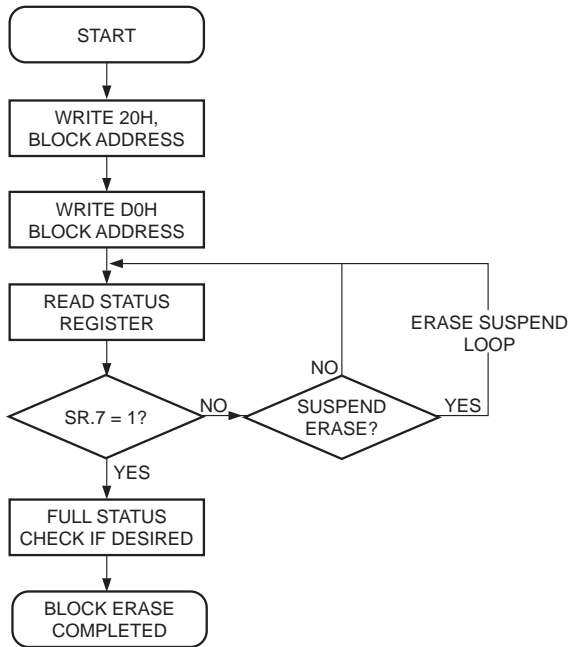 START
WRITE 20H,
BLOCK ADDRESS
WRITE D0H
BLOCK ADDRESS
READ STATUS
REGISTER
ERASE SUSPEND
LOOP
NO
SR.7 = 1?
NO
SUSPEND
ERASE?
YES
YES
FULL STATUS
CHECK IF DESIRED
BLOCK ERASE
COMPLETED